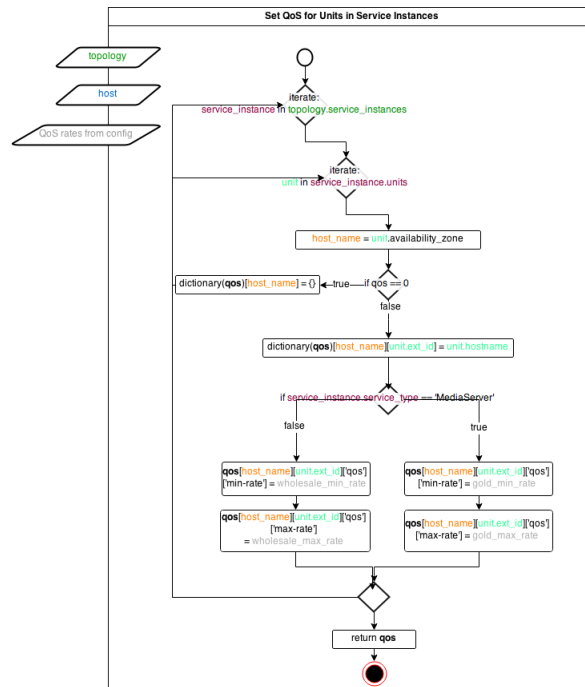 Set QoS for Units in Service Instances
topology
host
QoS rates from config
iterate:
service_instance in topology.service_instances
iterate:
unit in service_instance.units
host_name = unit.availability_zone
dictionary(qos)[host_name] = {}
true
if qos == 0
false
dictionary(qos)[host_name][unit.ext_id] = unit.hostname
if service_instance.service_type == 'MediaServer'
false
true
qos[host_name][unit.ext_id]['qos']
['min-rate'] = wholesale_min_rate
qos[host_name][unit.ext_id]['qos']
['min-rate'] = gold_min_rate
qos[host_name][unit.ext_id]['qos']
['max-rate']
= wholesale_max_rate
qos[host_name][unit.ext_id]['qos']
['max-rate'] = gold_max_rate
return qos